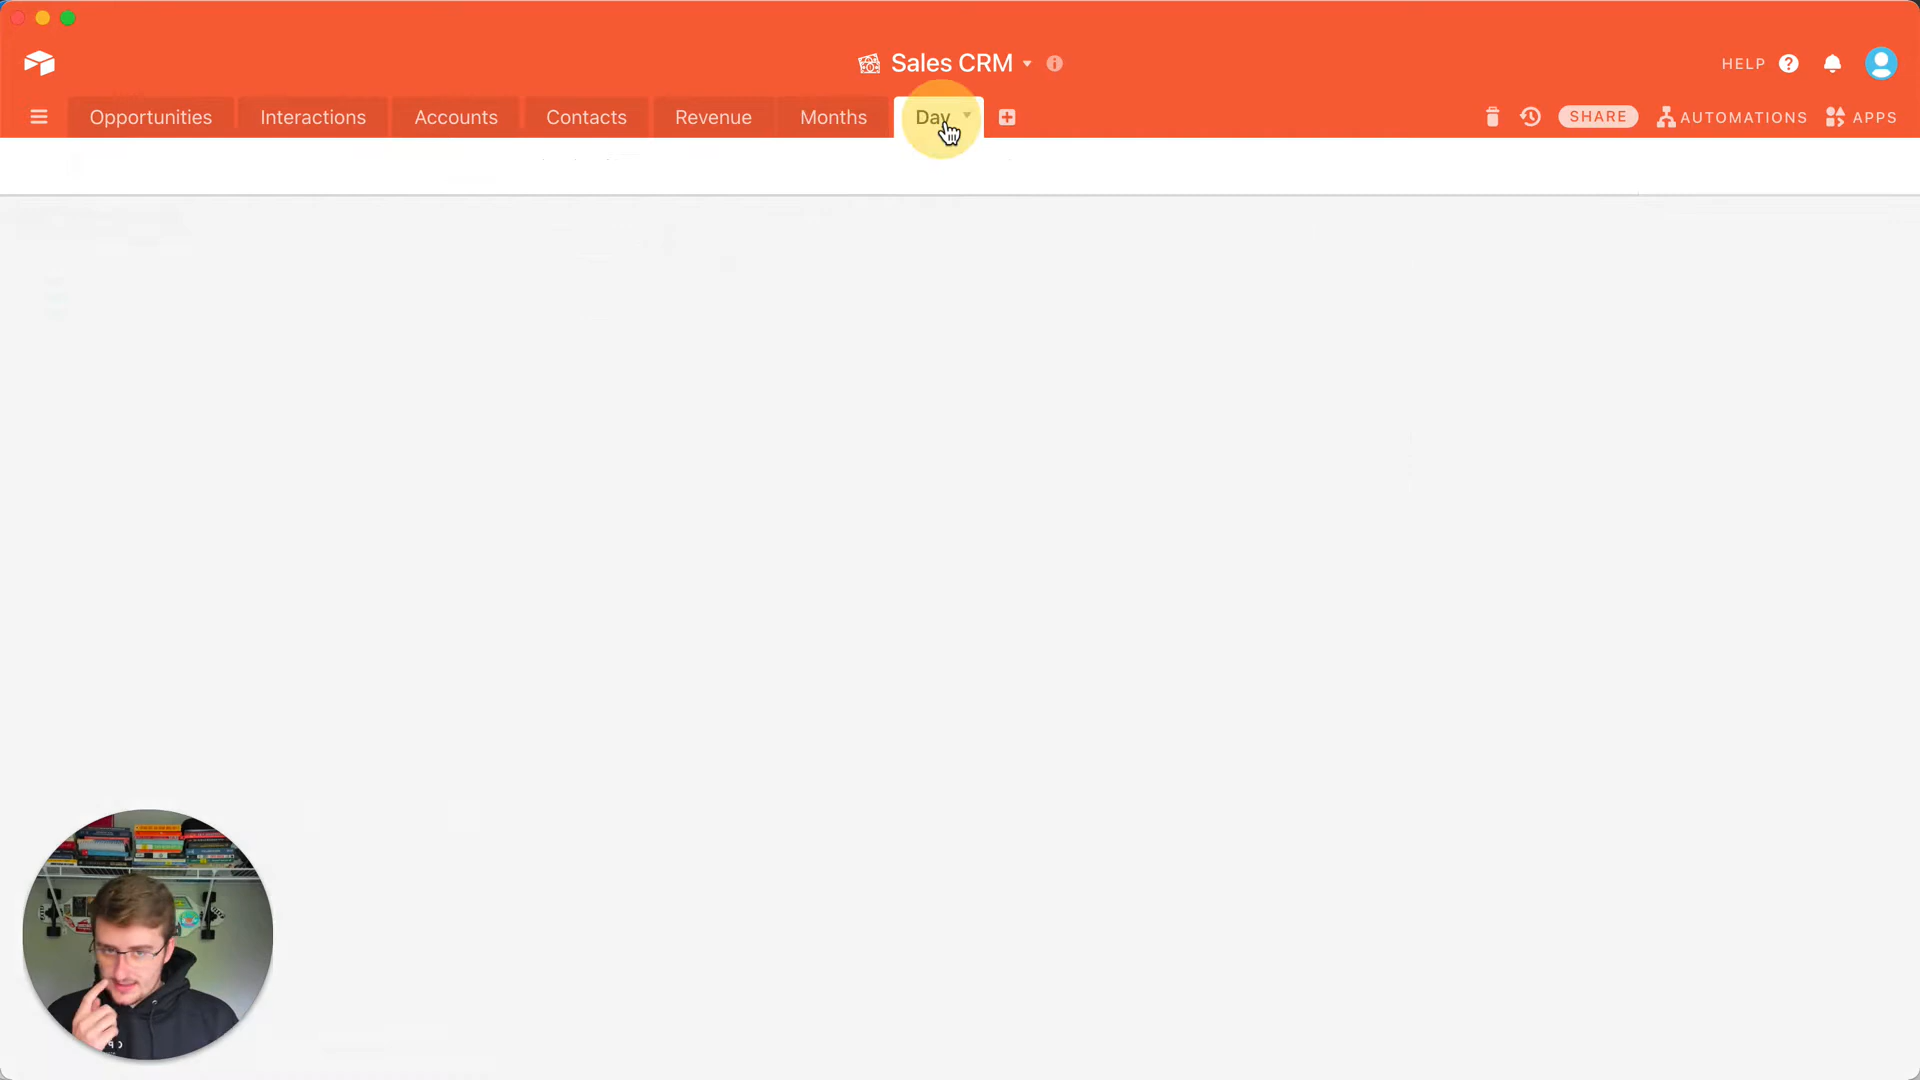 Sales CRM
HELP
Opportunities
Interactions
Accounts
Contacts
Revenue
Months
Day
SHARE
AUTOMATIONS
APPS